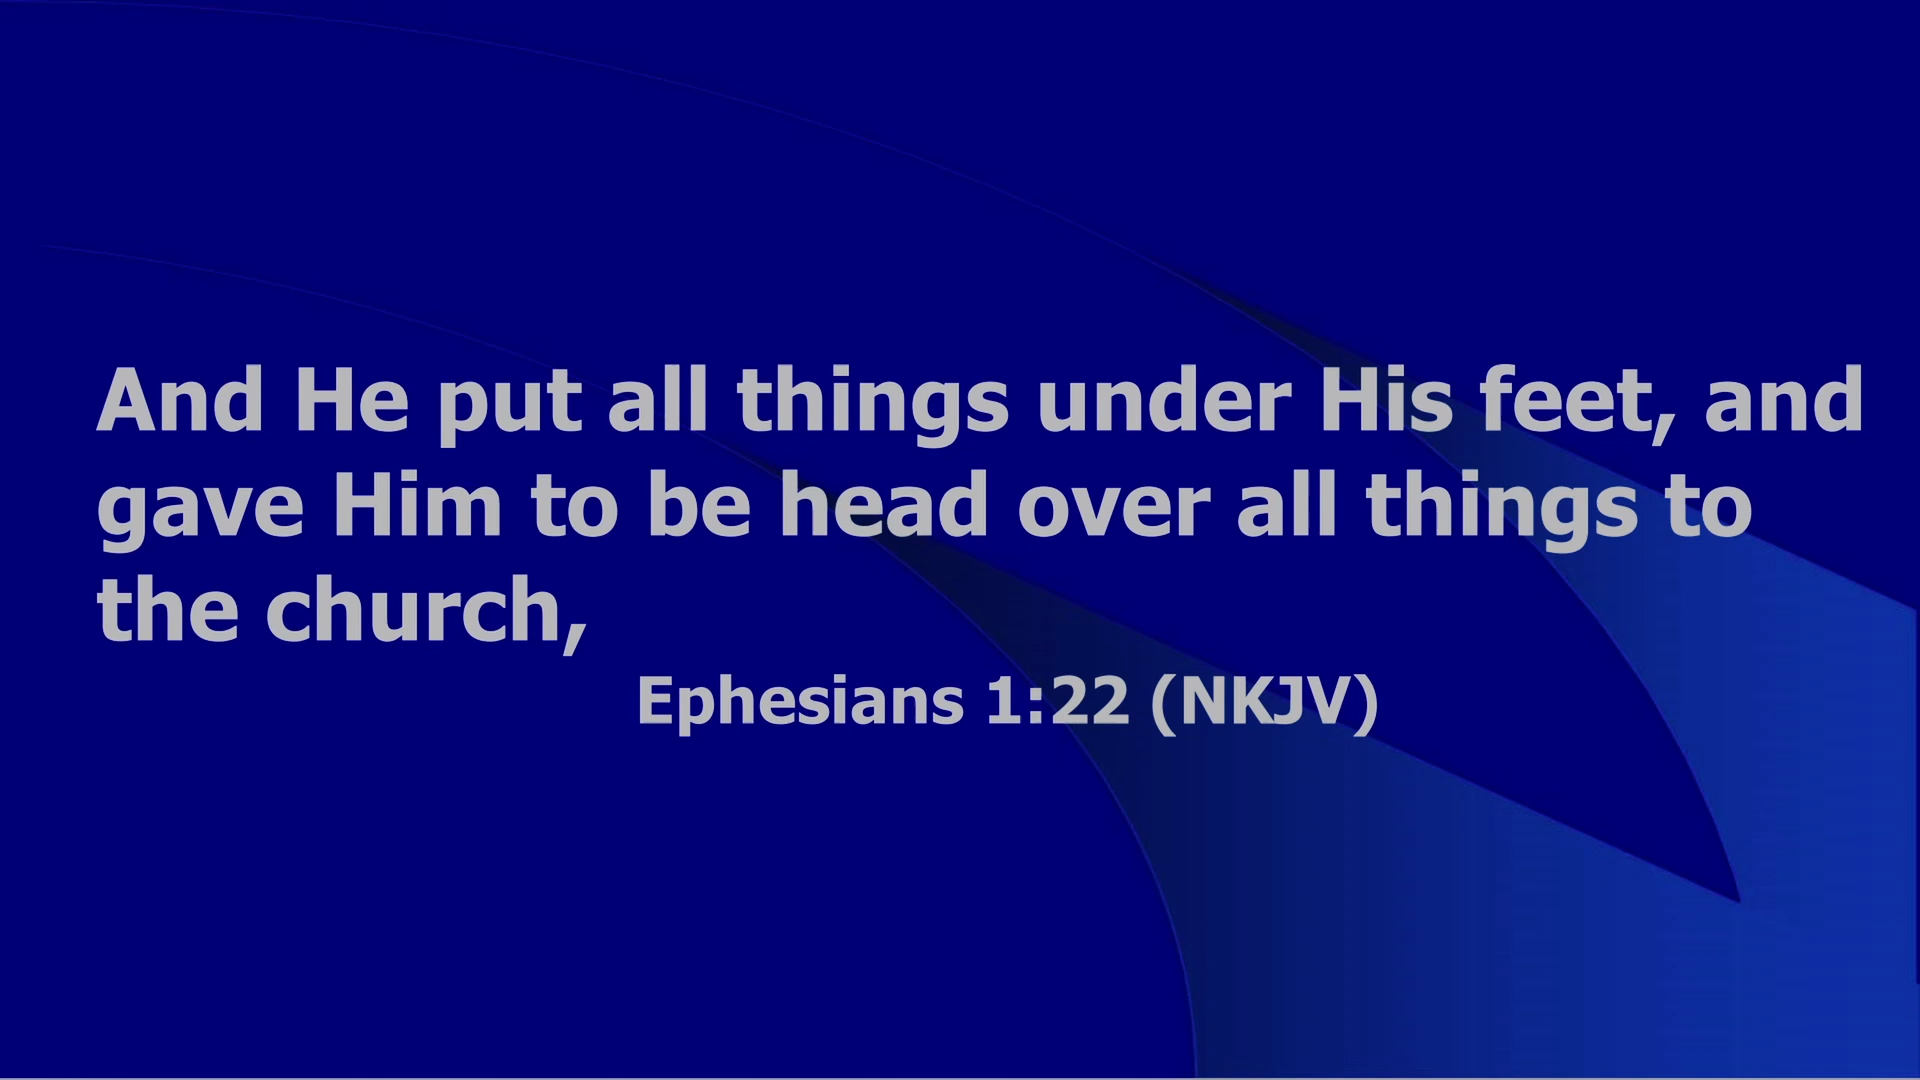 And He put all things under His feet, and
gave Him to be head over all things to
the church,
Ephesians 1:22 (NKJV)